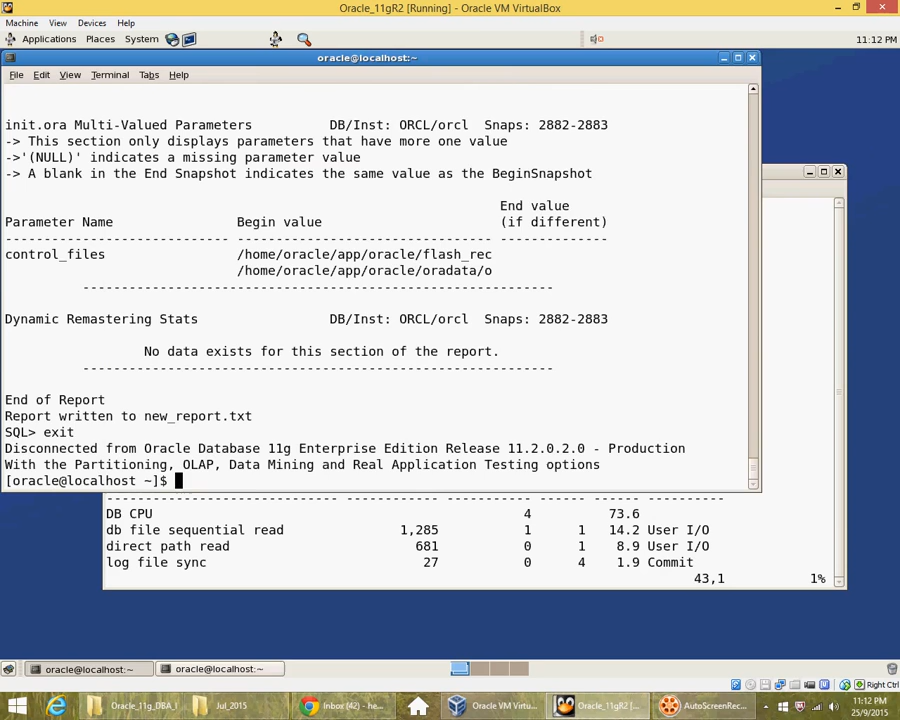 Oracle_11gR2 [Running] - Oracle VM VirtualBox
Machine View Devices Help
Applications Places System 11:12 PM
oracle@localhost:~
File Edit View Terminal Tabs Help
init.ora Multi-Valued Parameters DB/Inst: ORCL/orcl Snaps: 2882-2883
-> This section only displays parameters that have more one value
->'(NULL)' indicates a missing parameter value
-> A blank in the End Snapshot indicates the same value as the BeginSnapshot
End value
Parameter Name Begin value (if different)
----------------------------- --------------------------------- --------------
control_files /home/oracle/app/oracle/flash_rec
/home/oracle/app/oracle/oradata/o
-------------------------------------------------------------
Dynamic Remastering Stats DB/Inst: ORCL/orcl Snaps: 2882-2883
No data exists for this section of the report.
-------------------------------------------------------------
End of Report
Report written to new_report.txt
SQL> exit
Disconnected from Oracle Database 11g Enterprise Edition Release 11.2.0.2.0 - Production
With the Partitioning, OLAP, Data Mining and Real Application Testing options
[oracle@localhost ~]$
------------------------------ ------------ ----------- ------ ------ ----------
DB CPU 4 73.6
db file sequential read 1,285 1 1 14.2 User I/O
direct path read 681 0 1 8.9 User I/O
log file sync 27 0 4 1.9 Commit
43,1 1%
oracle@localhost:~ oracle@localhost:~
Right Ctrl
Oracle_11g_DBA_I Jul_2015 Inbox (42) - he... Oracle VM Virtu... Oracle_11gR2 [... AutoScreenRec...
11:12 PM
25/9/2015